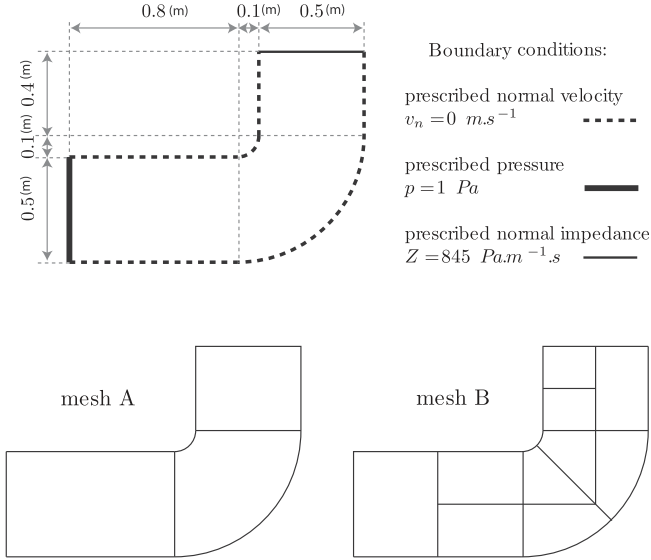 0.8 (m) 0.1 (m) 0.5 (m)
0.4 (m)
0.1 (m)
0.5 (m)
Boundary conditions:
prescribed normal velocity
vₙ = 0 m.s⁻¹
prescribed pressure
p = 1 Pa
prescribed normal impedance
Z = 845 Pa.m⁻¹.s
mesh A
mesh B